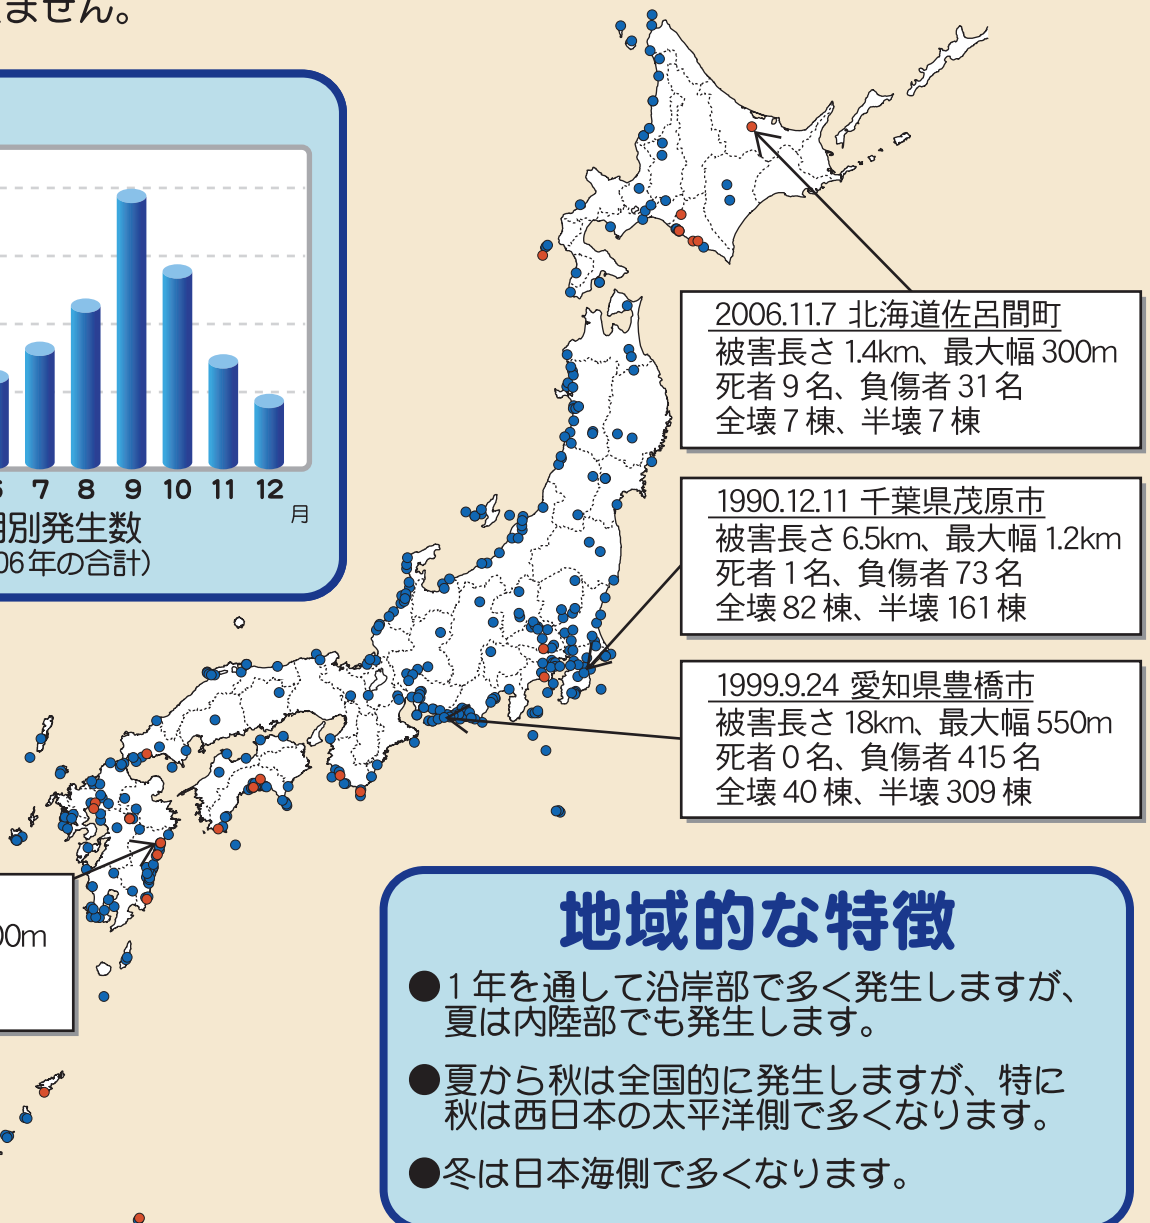 ません。
7 8 9 10 11 12
月
別発生数
06年の合計）
2006.11.7 北海道佐呂間町
被害長さ 1.4km、最大幅 300m
死者 9 名、負傷者 31 名
全壊 7 棟、半壊 7 棟
1990.12.11 千葉県茂原市
被害長さ 6.5km、最大幅 1.2km
死者 1 名、負傷者 73 名
全壊 82 棟、半壊 161 棟
1999.9.24 愛知県豊橋市
被害長さ 18km、最大幅 550m
死者 0 名、負傷者 415 名
全壊 40 棟、半壊 309 棟
00m
地域的な特徴
●1 年を通して沿岸部で多く発生しますが、
夏は内陸部でも発生します。
●夏から秋は全国的に発生しますが、特に
秋は西日本の太平洋側で多くなります。
●冬は日本海側で多くなります。